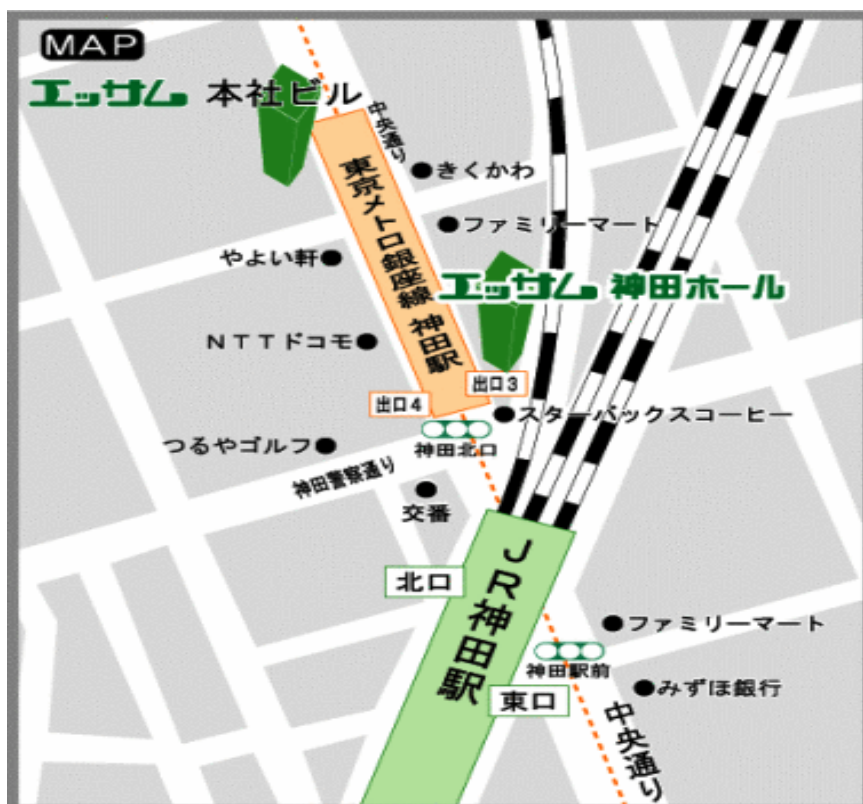 MAP
エッサム 本社ビル
中央通り
きくかわ
東京メトロ銀座線 神田駅
ファミリーマート
やよい軒
エッサム 神田ホール
NTTドコモ
出口3
出口4
スターバックスコーヒー
神田北口
つるやゴルフ
神田警察通り
交番
JR神田駅
北口
ファミリーマート
神田駅前
みずほ銀行
東口
中央通り